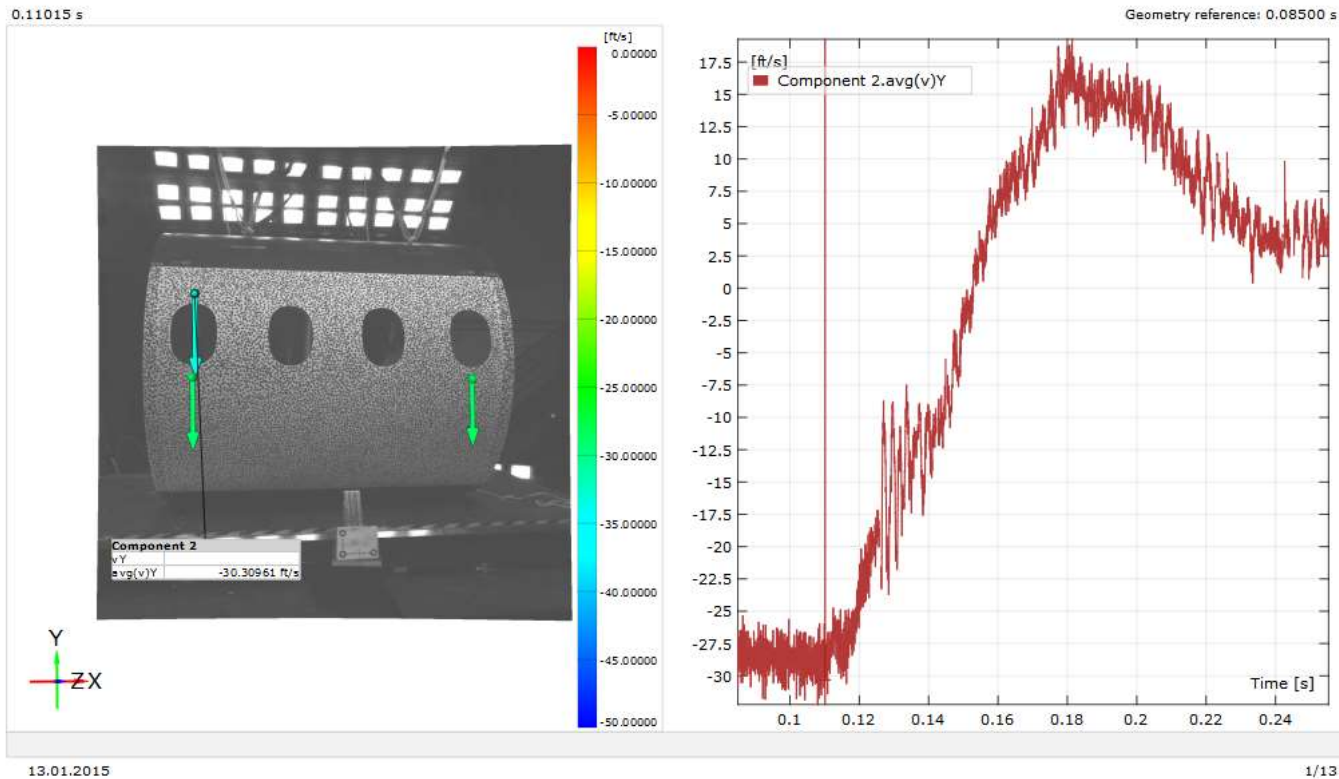 0.11015 s
Geometry reference: 0.08500 s
[ft/s]
0.00000
-5.00000
-10.00000
-15.00000
-20.00000
-25.00000
-30.00000
-35.00000
-40.00000
-45.00000
-50.00000
Component 2
vY
avg(v)Y -30.30961 ft/s
Y
ZX
[ft/s]
Component 2.avg(v)Y
17.5
15
12.5
10
7.5
5
2.5
0
-2.5
-5
-7.5
-10
-12.5
-15
-17.5
-20
-22.5
-25
-27.5
-30
Time [s]
0.1 0.12 0.14 0.16 0.18 0.2 0.22 0.24
13.01.2015
1/13